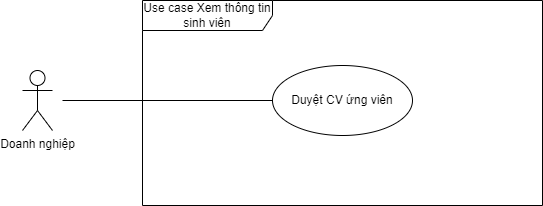 Use case Xem thông tin
sinh viên
Duyệt CV ứng viên
Doanh nghiệp